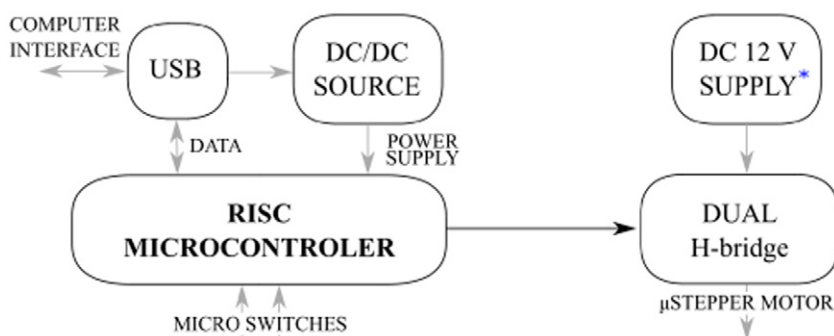 COMPUTER
INTERFACE
USB
DC/DC
SOURCE
DC 12 V
SUPPLY*
DATA
POWER
SUPPLY
RISC
MICROCONTROLER
DUAL
H-bridge
MICRO SWITCHES
µSTEPPER MOTOR